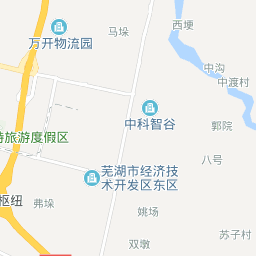 西埂
马垛
万开物流园
中沟
中渡村
中科智谷
郭院
特旅游度假区
八号
芜湖市经济技
术开发区东区
枢纽
弗垛
姚场
苏子村
双墩